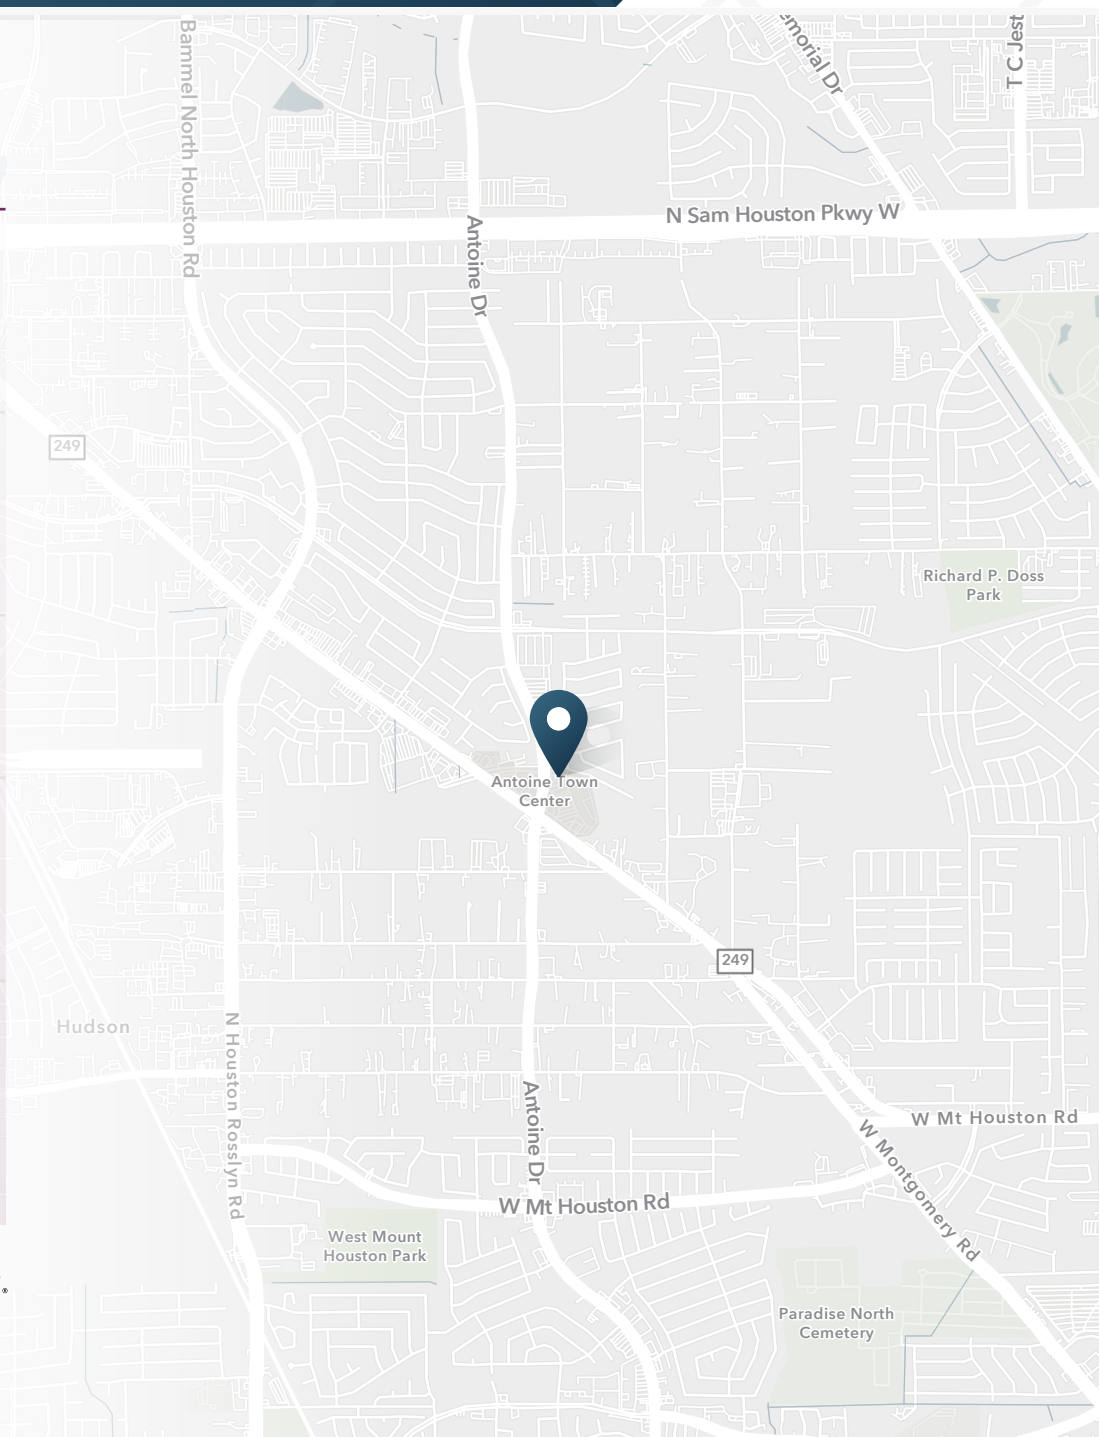 Bammel North Houston Rd
emorial Dr
T C Jest
N Sam Houston Pkwy W
Antoine Dr
249
Richard P. Doss
Park
Antoine Town
Center
249
Hudson
N Houston Rosslyn Rd
Antoine Dr
W Mt Houston Rd
W Montgomery Rd
W Mt Houston Rd
West Mount
Houston Park
Paradise North
Cemetery
®